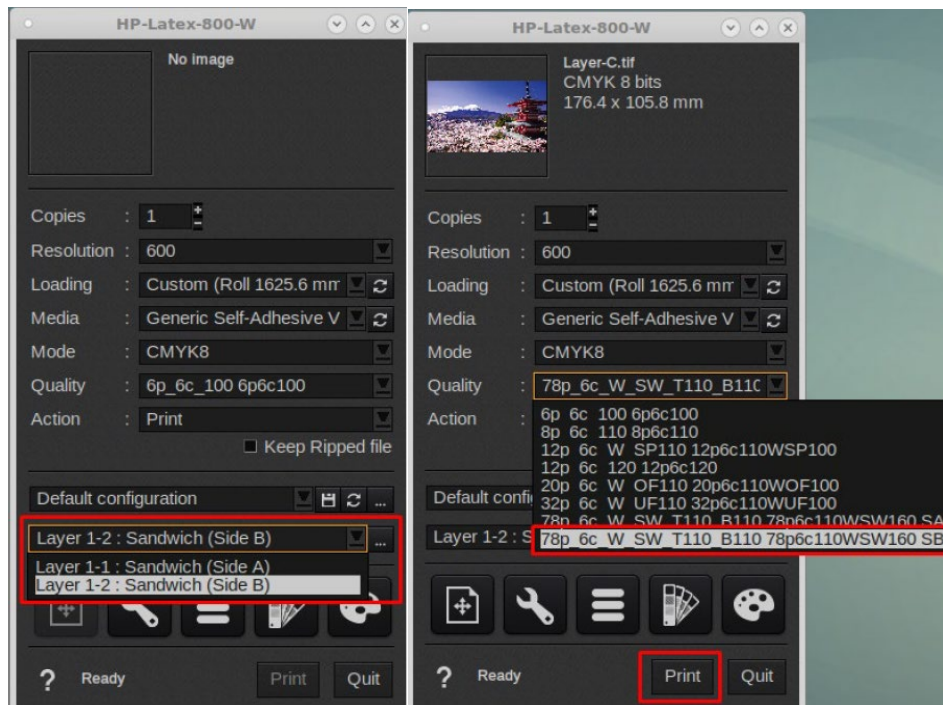 HP-Latex-800-W
No image
Copies : 1
Resolution : 600
Loading : Custom (Roll 1625.6 mm
Media : Generic Self-Adhesive V
Mode : CMYK8
Quality : 6p_6c_100 6p6c100
Action : Print
Keep Ripped file
Default configuration ...
Layer 1-2 : Sandwich (Side B) ...
Layer 1-1 : Sandwich (Side A)
Layer 1-2 : Sandwich (Side B)
? Ready Print Quit
HP-Latex-800-W
Layer-C.tif
CMYK 8 bits
176.4 x 105.8 mm
Copies : 1
Resolution : 600
Loading : Custom (Roll 1625.6 mm
Media : Generic Self-Adhesive V
Mode : CMYK8
Quality : 78p_6c_W_SW_T110_B110
Action :
6p_6c_100 6p6c100
8p_6c_110 8p6c110
12p_6c_W_SP110 12p6c110WSP100
12p_6c_120 12p6c120
20p_6c_W_OF110 20p6c110WOF100
32p_6c_W_UF110 32p6c110WUF100
78p_6c_W_SW_T110_B110 78p6c110WSW160 SA
78p_6c_W_SW_T110_B110 78p6c110WSW160 SB
Default confi
Layer 1-2 : S
? Ready Print Quit